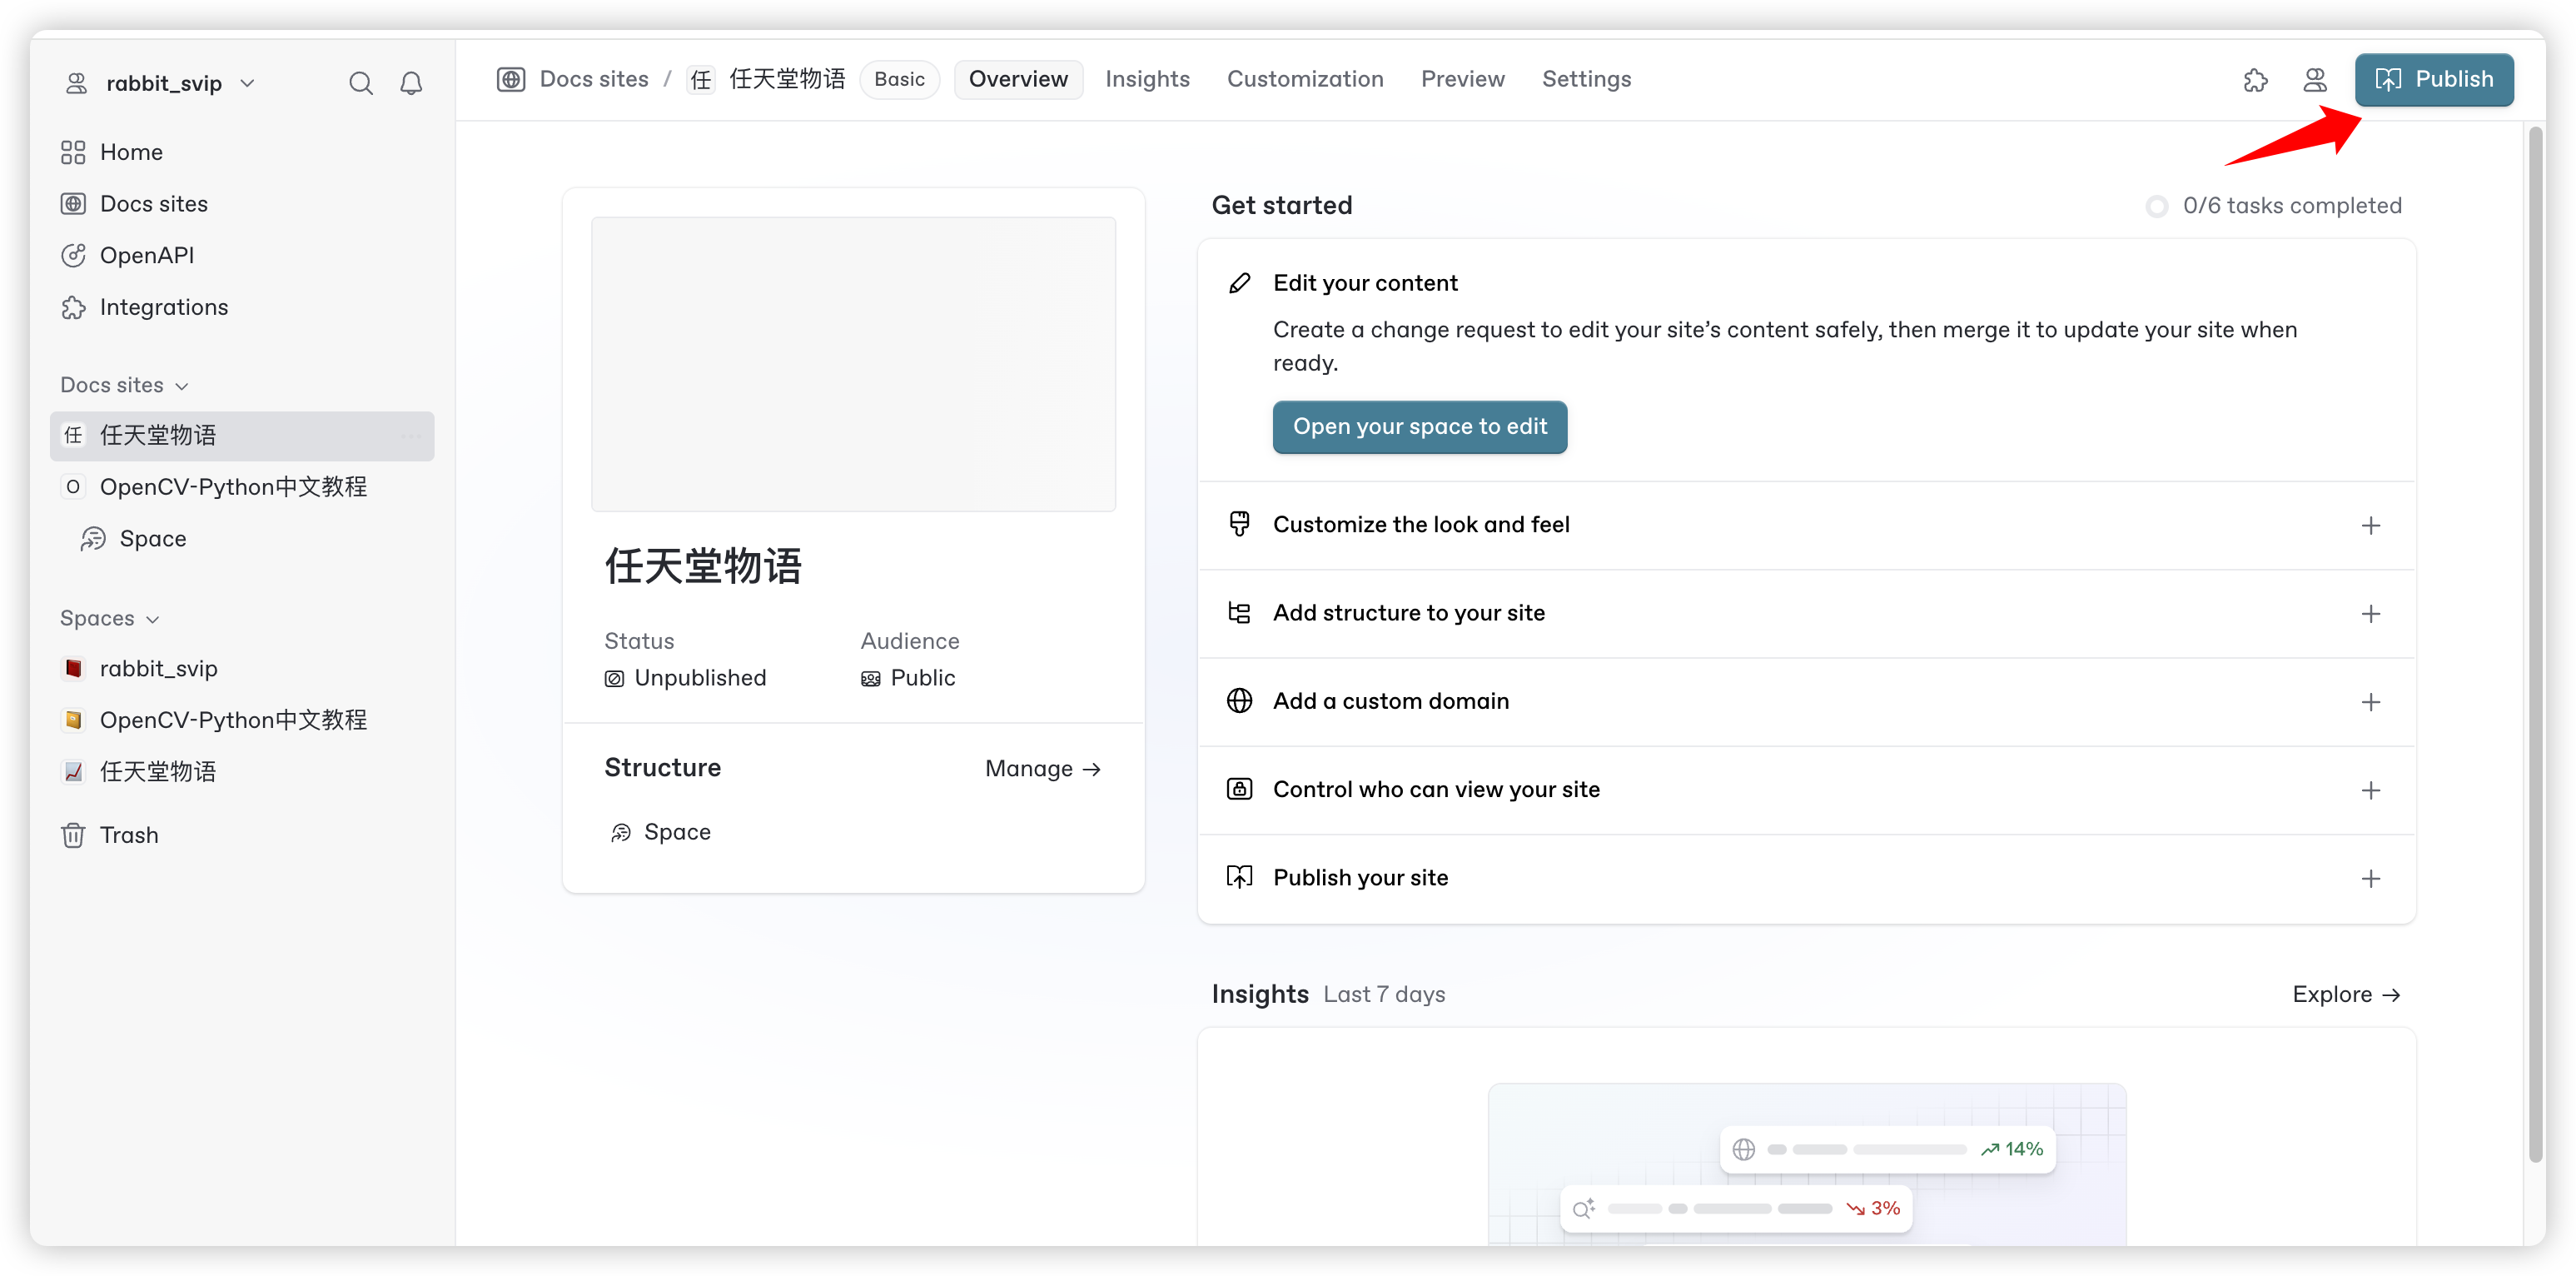 rabbit_svip
Home
Docs sites
OpenAPI
Integrations
Docs sites
任 任天堂物语
O OpenCV-Python中文教程
Space
Spaces
rabbit_svip
OpenCV-Python中文教程
任天堂物语
Trash
Docs sites / 任 任天堂物语 Basic Overview Insights Customization Preview Settings Publish
任天堂物语
Status Audience
Unpublished Public
Structure Manage →
Space
Get started 0/6 tasks completed
Edit your content
Create a change request to edit your site’s content safely, then merge it to update your site when
ready.
Open your space to edit
Customize the look and feel
Add structure to your site
Add a custom domain
Control who can view your site
Publish your site
Insights Last 7 days Explore →
14%
3%